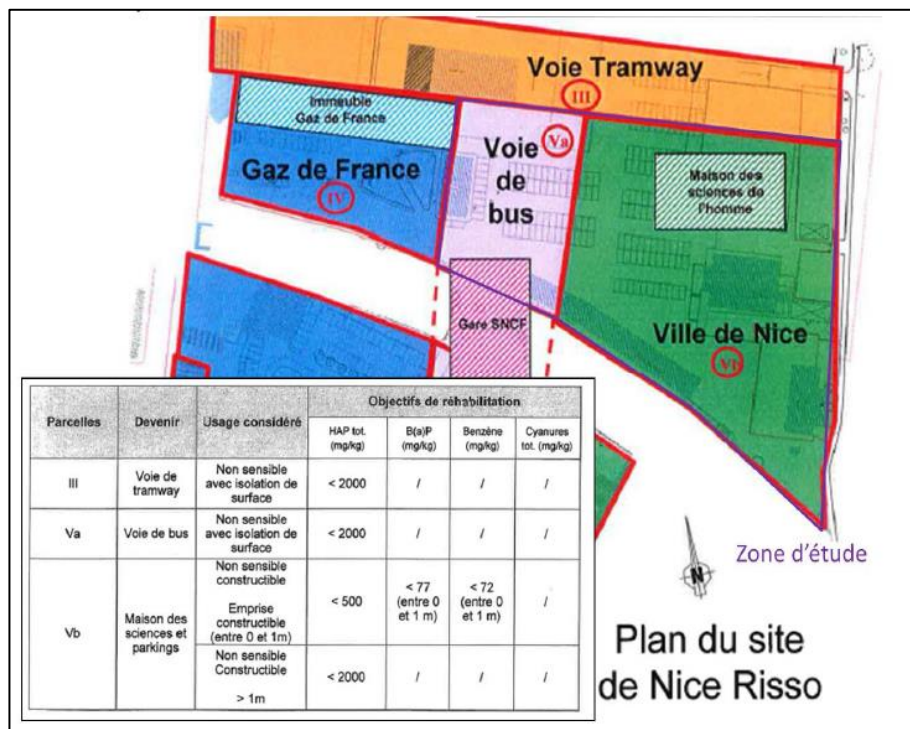 Voie Tramway
III
Immeuble
Gaz de France
Gaz de France
IV
Voie
de
bus
Va
Maison des
sciences de
l'homme
Gare SNCF
Ville de Nice
Vb
Zone d'étude
N
Plan du site
de Nice Risso
Parcelles
Devenir
Usage considéré
Objectifs de réhabilitation
HAP tot.
(mg/kg)
B(a)P
(mg/kg)
Benzène
(mg/kg)
Cyanures
tot. (mg/kg)
III
Voie de
tramway
Non sensible
avec isolation de
surface
< 2000
/
/
/
Va
Voie de bus
Non sensible
avec isolation de
surface
< 2000
/
/
/
Vb
Maison des
sciences et
parkings
Non sensible
constructible
Emprise
constructible
(entre 0 et 1m)
< 500
< 77
(entre 0
et 1 m)
< 72
(entre 0
et 1 m)
/
Non sensible
Constructible
> 1m
< 2000
/
/
/